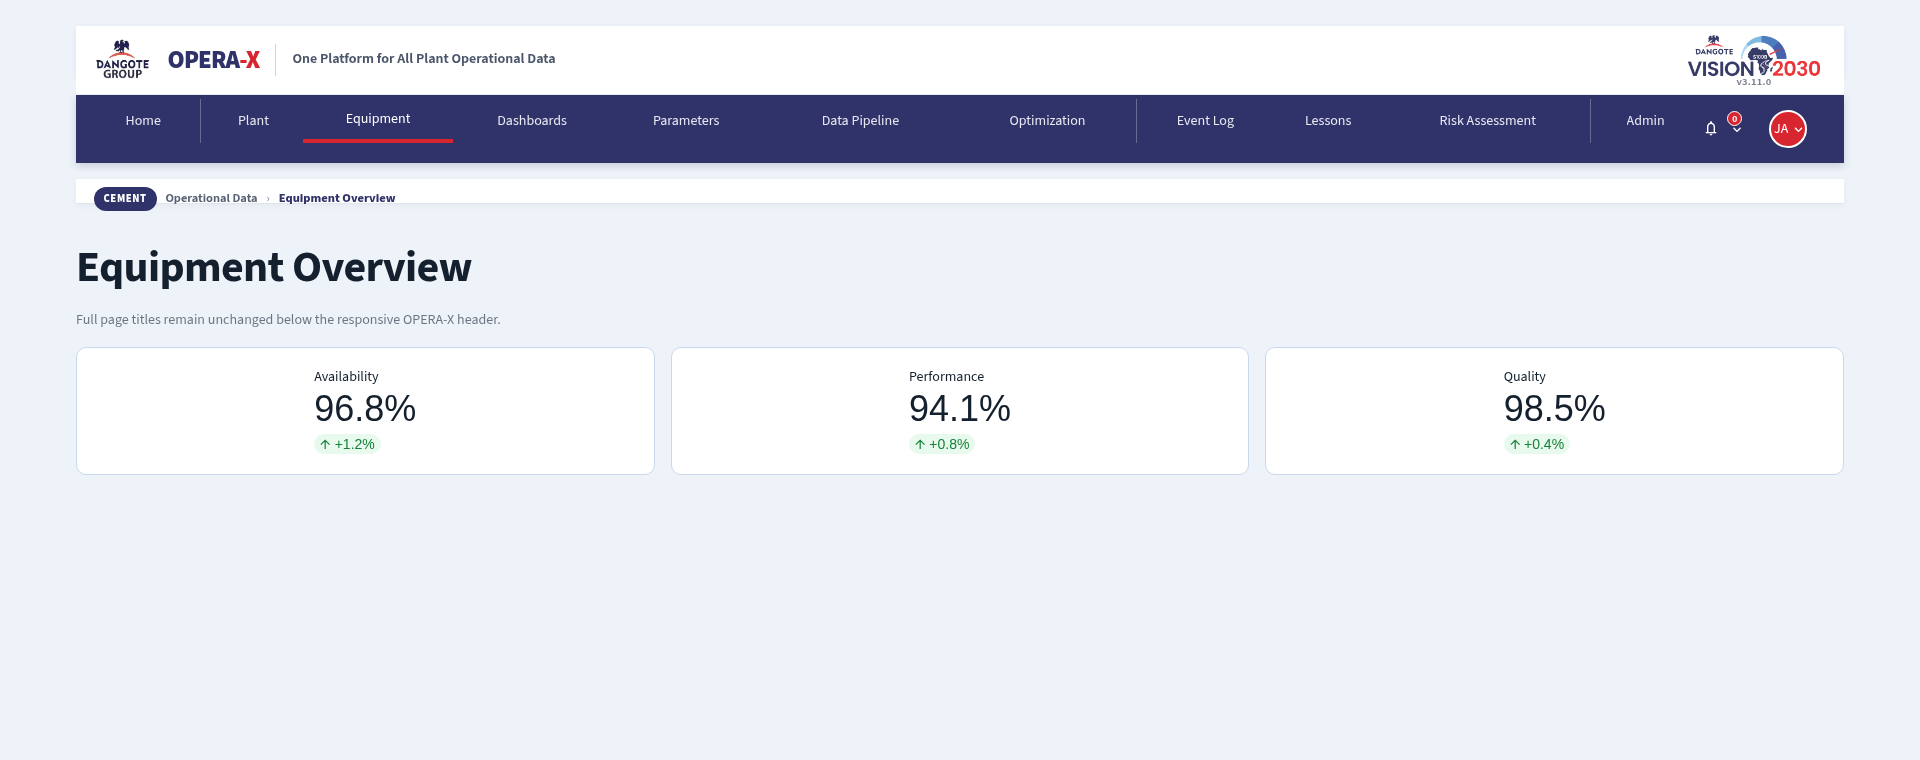 DANGOTE
GROUP
OPERA-X
One Platform for All Plant Operational Data
DANGOTE
VISION 2030
v3.11.0
Home
Plant
Equipment
Dashboards
Parameters
Data Pipeline
Optimization
Event Log
Lessons
Risk Assessment
Admin
0
JA
CEMENT
Operational Data › Equipment Overview
Equipment Overview
Full page titles remain unchanged below the responsive OPERA-X header.
Availability
96.8%
↑ +1.2%
Performance
94.1%
↑ +0.8%
Quality
98.5%
↑ +0.4%